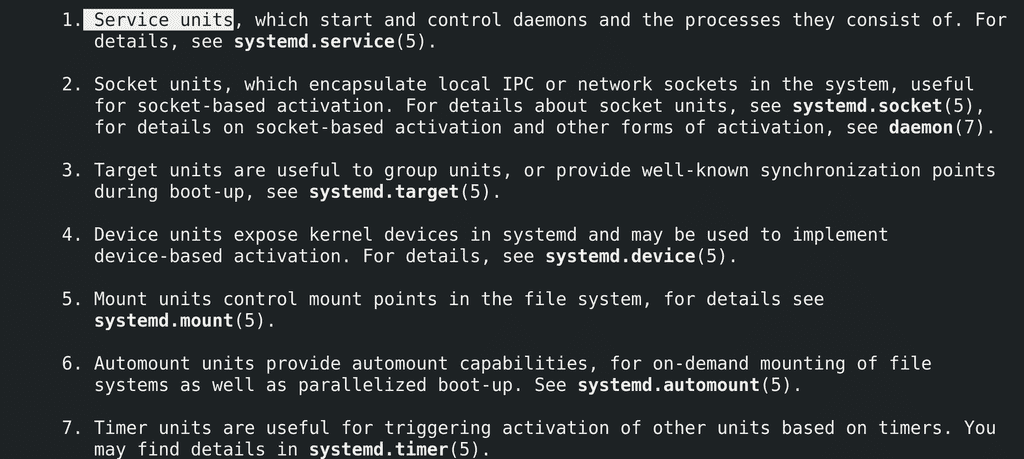 1. Service units, which start and control daemons and the processes they consist of. For
details, see systemd.service(5).
2. Socket units, which encapsulate local IPC or network sockets in the system, useful
for socket-based activation. For details about socket units, see systemd.socket(5),
for details on socket-based activation and other forms of activation, see daemon(7).
3. Target units are useful to group units, or provide well-known synchronization points
during boot-up, see systemd.target(5).
4. Device units expose kernel devices in systemd and may be used to implement
device-based activation. For details, see systemd.device(5).
5. Mount units control mount points in the file system, for details see
systemd.mount(5).
6. Automount units provide automount capabilities, for on-demand mounting of file
systems as well as parallelized boot-up. See systemd.automount(5).
7. Timer units are useful for triggering activation of other units based on timers. You
may find details in systemd.timer(5).